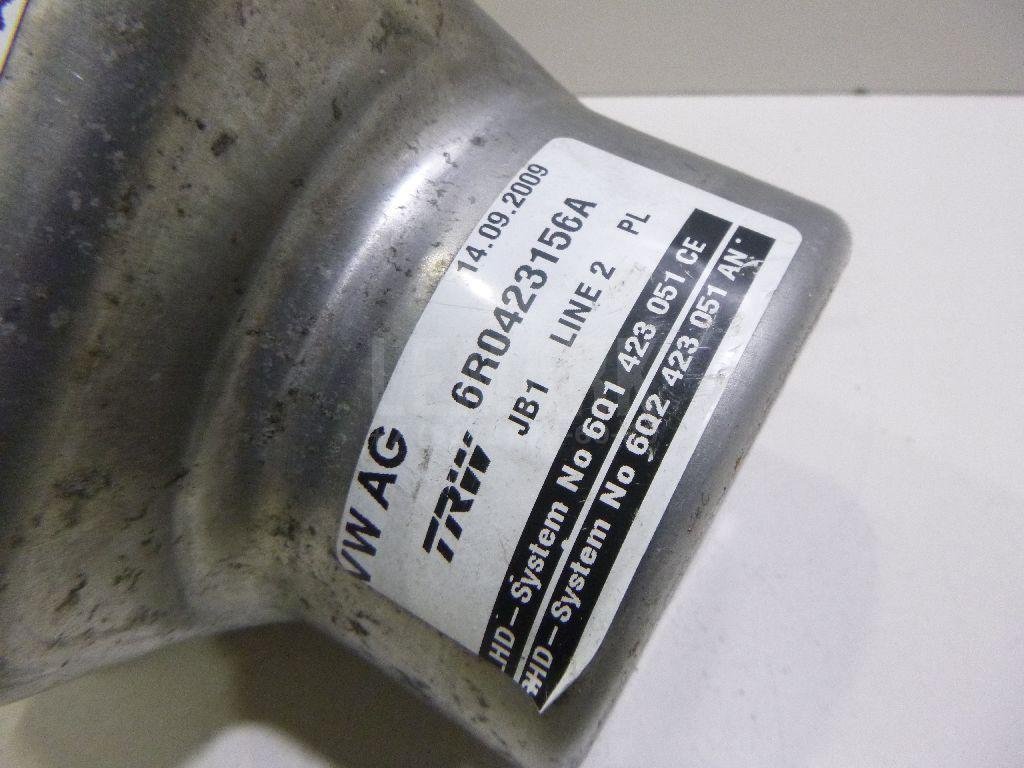 14.09.2009
VW AG
TRW 6R0423156A
JB1 LINE 2 PL
LHD – System No 6Q1 423 051 CE
RHD – System No 6Q2 423 051 AN